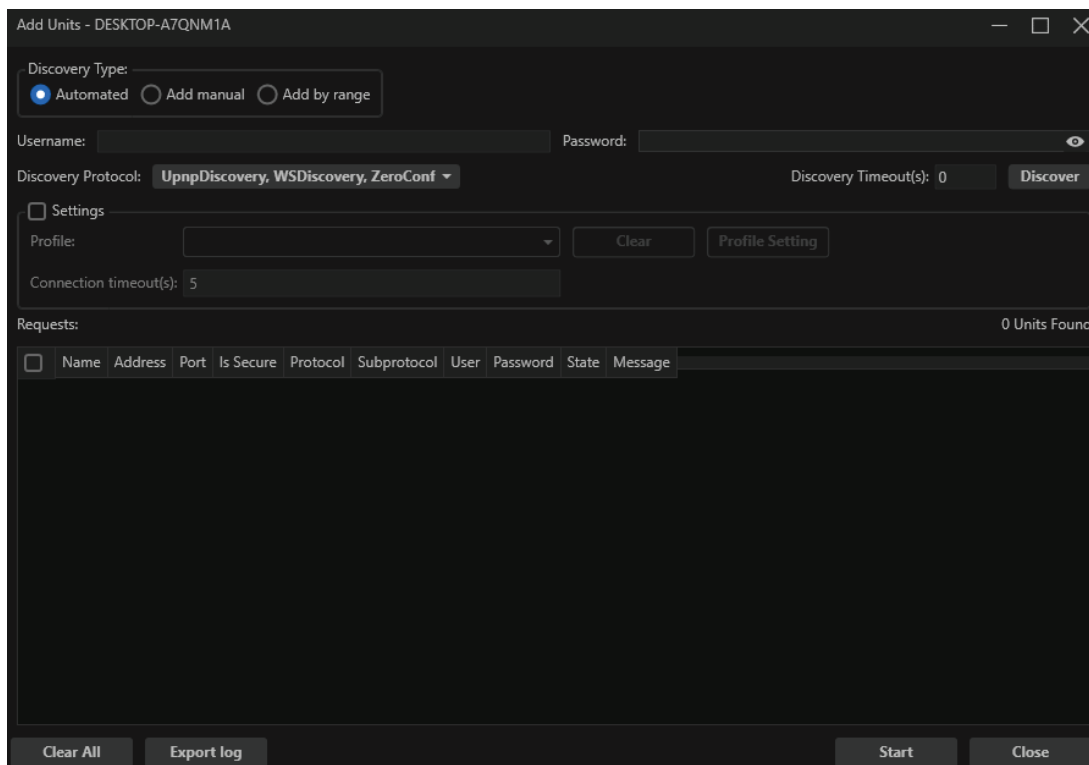 Add Units - DESKTOP-A7QNM1A
Discovery Type:
Automated Add manual Add by range
Username: Password:
Discovery Protocol: UpnpDiscovery, WSDiscovery, ZeroConf Discovery Timeout(s): 0 Discover
Settings
Profile: Clear Profile Setting
Connection timeout(s): 5
Requests: 0 Units Found
Name Address Port Is Secure Protocol Subprotocol User Password State Message
Clear All Export log Start Close